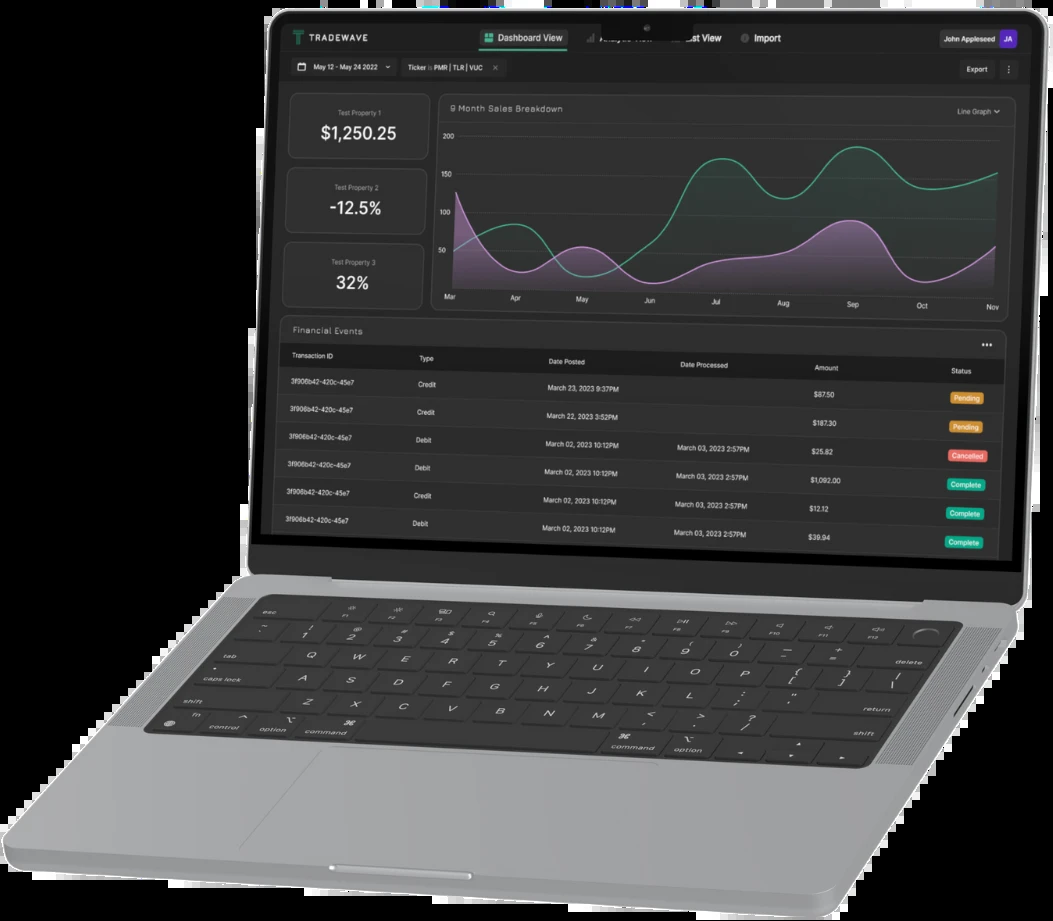 TRADEWAVE
Dashboard View
View
Import
John Appleseed
JA
May 12 - May 24 2022
Ticker is PMR | TLR | VUC ×
Export
Test Property 1
$1,250.25
Test Property 2
-12.5%
Test Property 3
32%
9 Month Sales Breakdown
Line Graph
200
150
100
50
Mar Apr May Jun Jul Aug Sep Oct Nov
Financial Events
Transaction ID Type Date Posted Date Processed Amount Status
3f906b42-420c-45e7 Credit March 23, 2023 9:37PM $87.50 Pending
3f906b42-420c-45e7 Credit March 22, 2023 3:52PM $187.30 Pending
3f906b42-420c-45e7 Debit March 02, 2023 10:12PM March 03, 2023 2:57PM $25.82 Cancelled
3f906b42-420c-45e7 Debit March 02, 2023 10:12PM March 03, 2023 2:57PM $1,092.00 Complete
3f906b42-420c-45e7 Credit March 02, 2023 10:12PM March 03, 2023 2:57PM $12.12 Complete
3f906b42-420c-45e7 Debit March 02, 2023 10:12PM March 03, 2023 2:57PM $39.94 Complete
esc F1 F2 F3 F4 F5 F6 F7 F8 F9 F10 F11 F12
~ ! @ # $ % ^ & * ( ) — +
1 2 3 4 5 6 7 8 9 0 - = delete
tab Q W E R T Y U I O P { [ } ] | \
caps lock A S D F G H J K L : ; " ' return
shift Z X C V B N M < , > . ? / shift
fn control option command command option